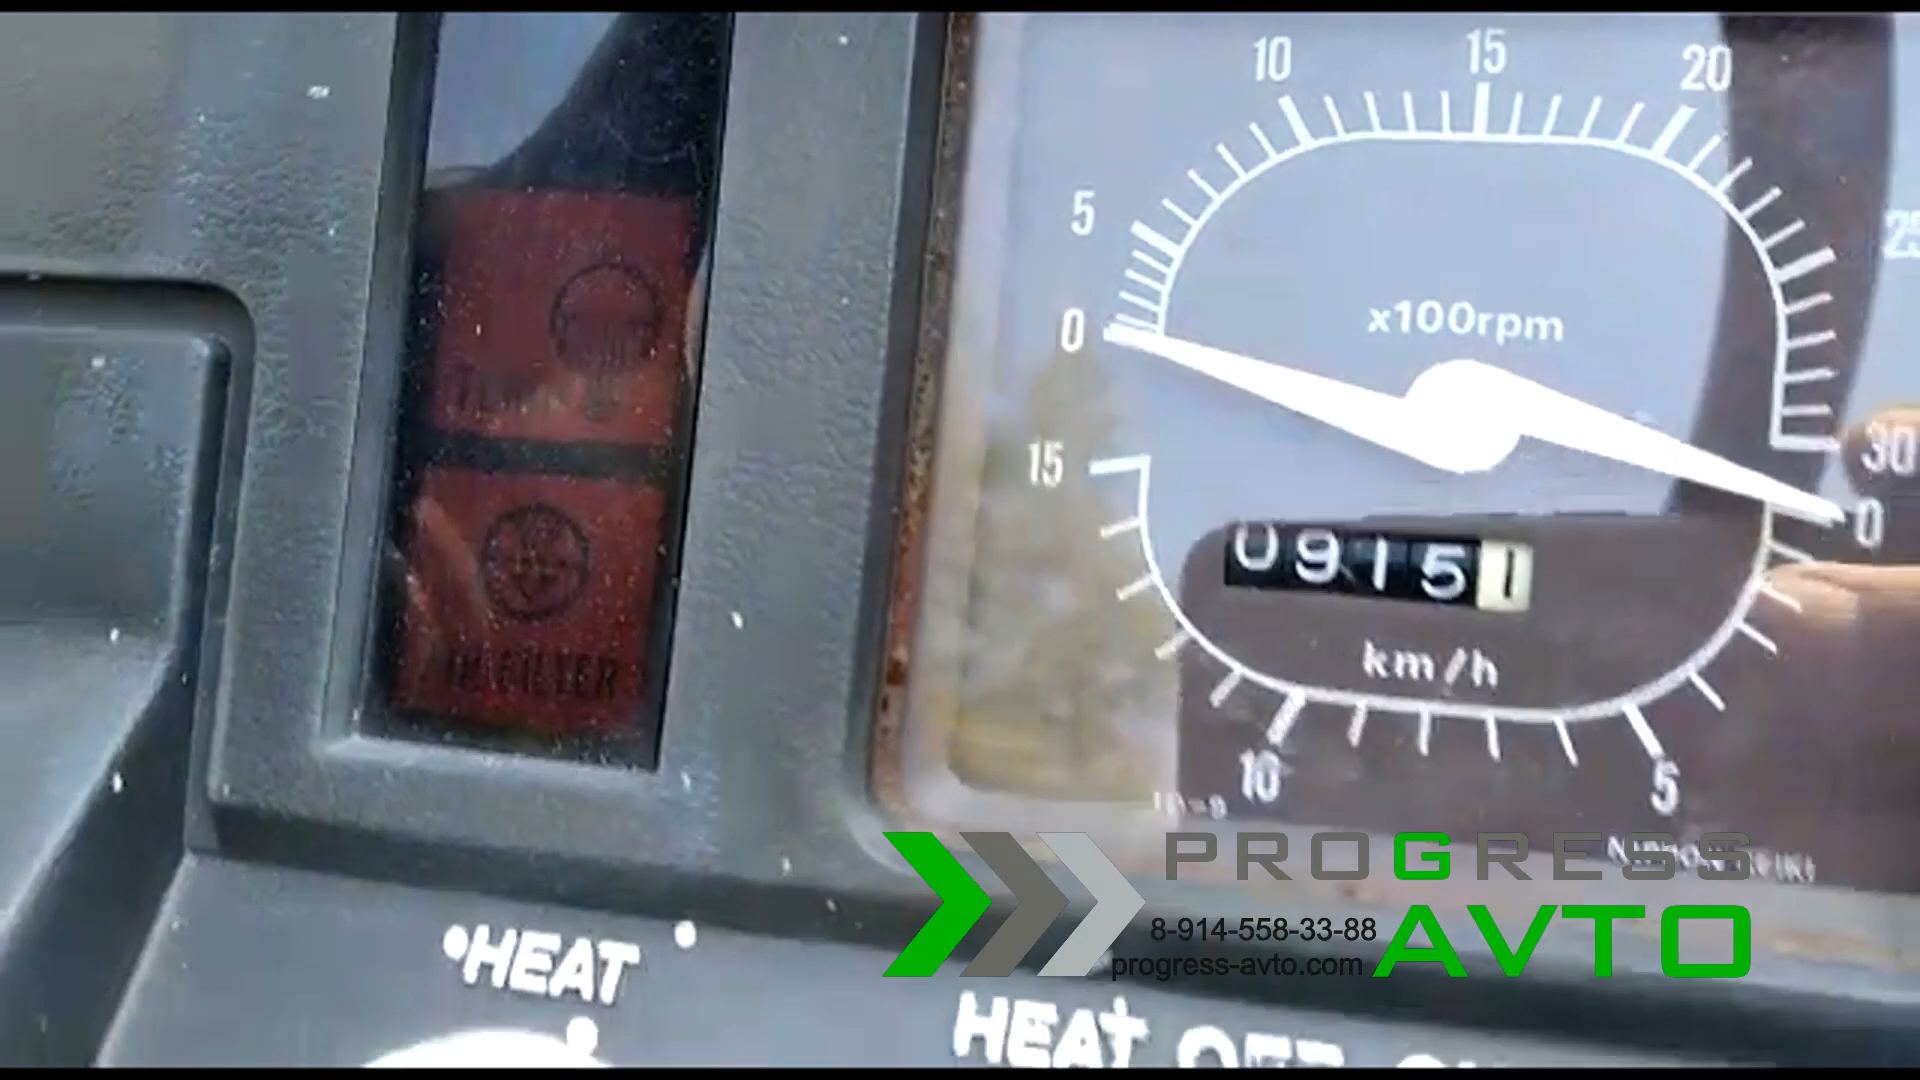 10 15 20
5 25
x100rpm
0 30
15 0
09151
km/h
10 5
FILTER
PROGRESS
AVTO
8-914-558-33-88
progress-avto.com
HEAT
HEAT OFF